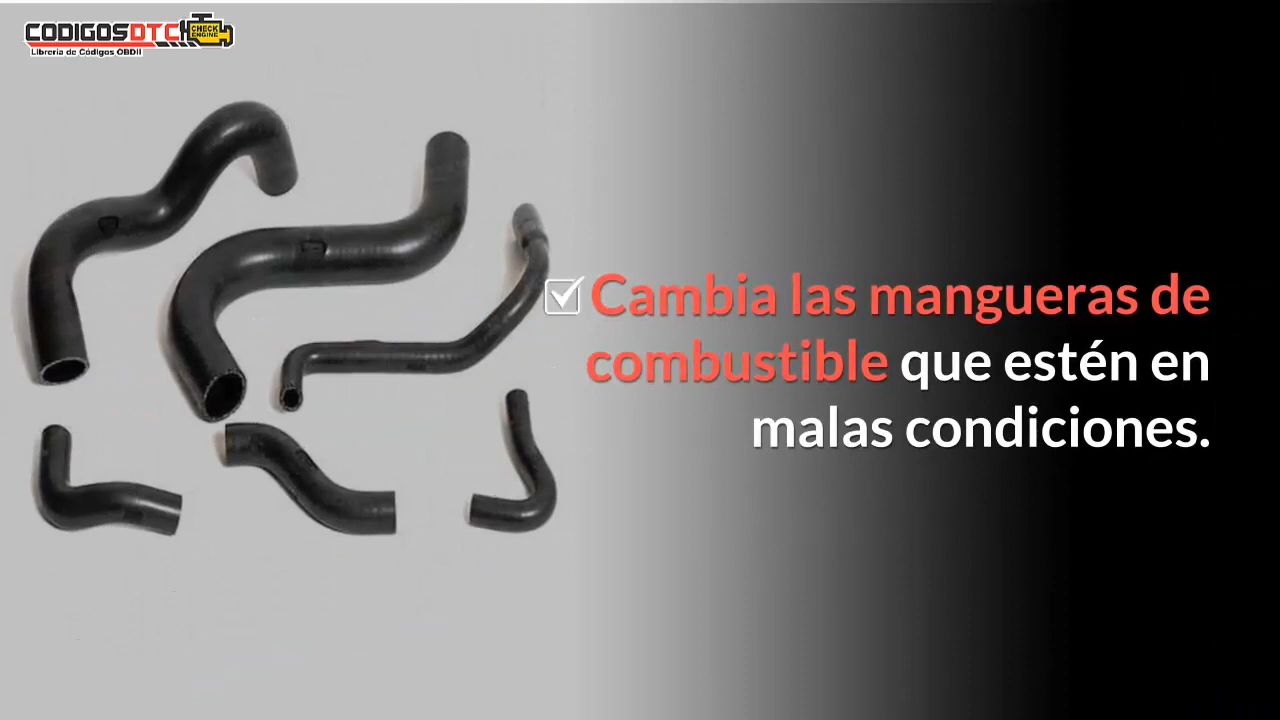 CODIGOSDTC
CHECK
ENGINE
Librería de Códigos OBDII
Cambia las mangueras de
combustible que estén en
malas condiciones.